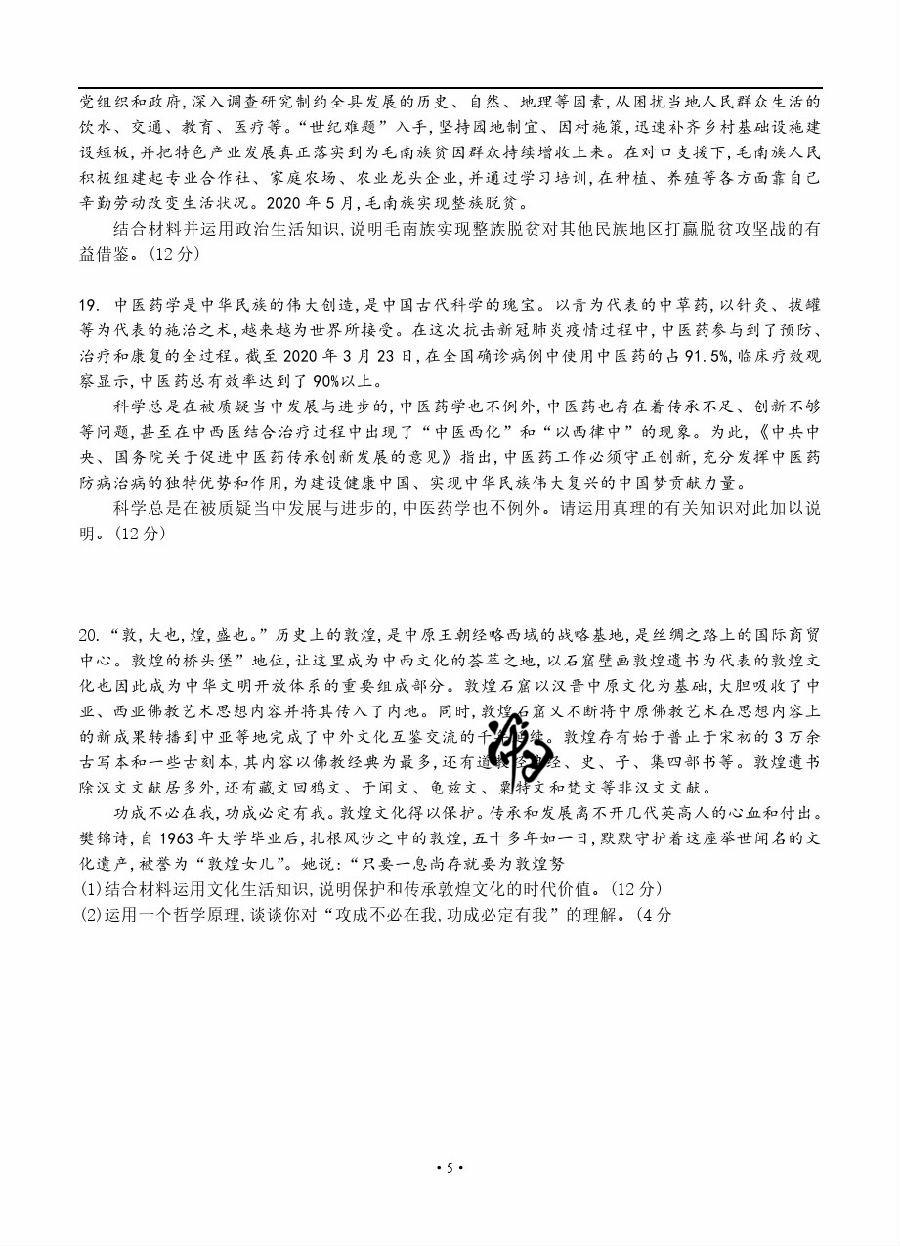 党组织和政府,深入调查研究制约全具发展的历史、自然、地理等因素,从困扰当地人民群众生活的
饮水、交通、教育、医疗等。“世纪难题”入手,坚持园地制宜、因对施策,迅速补齐乡村基础设施建
设短板,并把特色产业发展真正落实到为毛南族贫因群众持续增收上来。在对口支援下,毛南族人民
积极组建起专业合作社、家庭农场、农业龙头企业,并通过学习培训,在种植、养殖等各方面靠自己
辛勤劳动改变生活状况。2020年5月,毛南族实现整族脱贫。
结合材料并运用政治生活知识,说明毛南族实现整族脱贫对其他民族地区打赢脱贫攻坚战的有
益借鉴。(12分)
19. 中医药学是中华民族的伟大创造,是中国古代科学的瑰宝。以青为代表的中草药,以针灸、拔罐
等为代表的施治之术,越来越为世界所接受。在这次抗击新冠肺炎疫情过程中,中医药参与到了预防、
治疗和康复的全过程。截至2020年3月23日,在全国确诊病例中使用中医药的占91.5%,临床疗效观
察显示,中医药总有效率达到了90%以上。
科学总是在被质疑当中发展与进步的,中医药学也不例外,中医药也存在着传承不足、创新不够
等问题,甚至在中西医结合治疗过程中出现了“中医西化”和“以西律中”的现象。为此,《中共中
央、国务院关于促进中医药传承创新发展的意见》指出,中医药工作必须守正创新,充分发挥中医药
防病治病的独特优势和作用,为建设健康中国、实现中华民族伟大复兴的中国梦贡献力量。
科学总是在被质疑当中发展与进步的,中医药学也不例外。请运用真理的有关知识对此加以说
明。(12分)
20.“敦,大也,煌,盛也。”历史上的敦煌,是中原王朝经略西域的战略基地,是丝绸之路上的国际商贸
中心。敦煌的桥头堡”地位,让这里成为中西文化的荟萃之地,以石窟壁画敦煌遗书为代表的敦煌文
化也因此成为中华文明开放体系的重要组成部分。敦煌石窟以汉晋中原文化为基础,大胆吸收了中
亚、西亚佛教艺术思想内容并将其传入了内地。同时,敦煌石窟又不断将中原佛教艺术在思想内容上
的新成果转播到中亚等地完成了中外文化互鉴交流的千年连续。敦煌存有始于普止于宋初的3万余
古写本和一些古刻本,其内容以佛教经典为最多,还有道教经、史、子、集四部书等。敦煌遗书
除汉文文献居多外,还有藏文回鸦文、于闻文、龟兹文、粟特文和梵文等非汉文文献。
功成不必在我,功成必定有我。敦煌文化得以保护。传承和发展离不开几代英高人的心血和付出。
樊锦诗,自1963年大学毕业后,扎根风沙之中的敦煌,五十多年如一日,默默守护着这座举世闻名的文
化遗产,被誉为“敦煌女儿”。她说:“只要一息尚存就要为敦煌努
(1)结合材料运用文化生活知识,说明保护和传承敦煌文化的时代价值。(12分)
(2)运用一个哲学原理,谈谈你对“攻成不必在我,功成必定有我”的理解。(4分
·5·